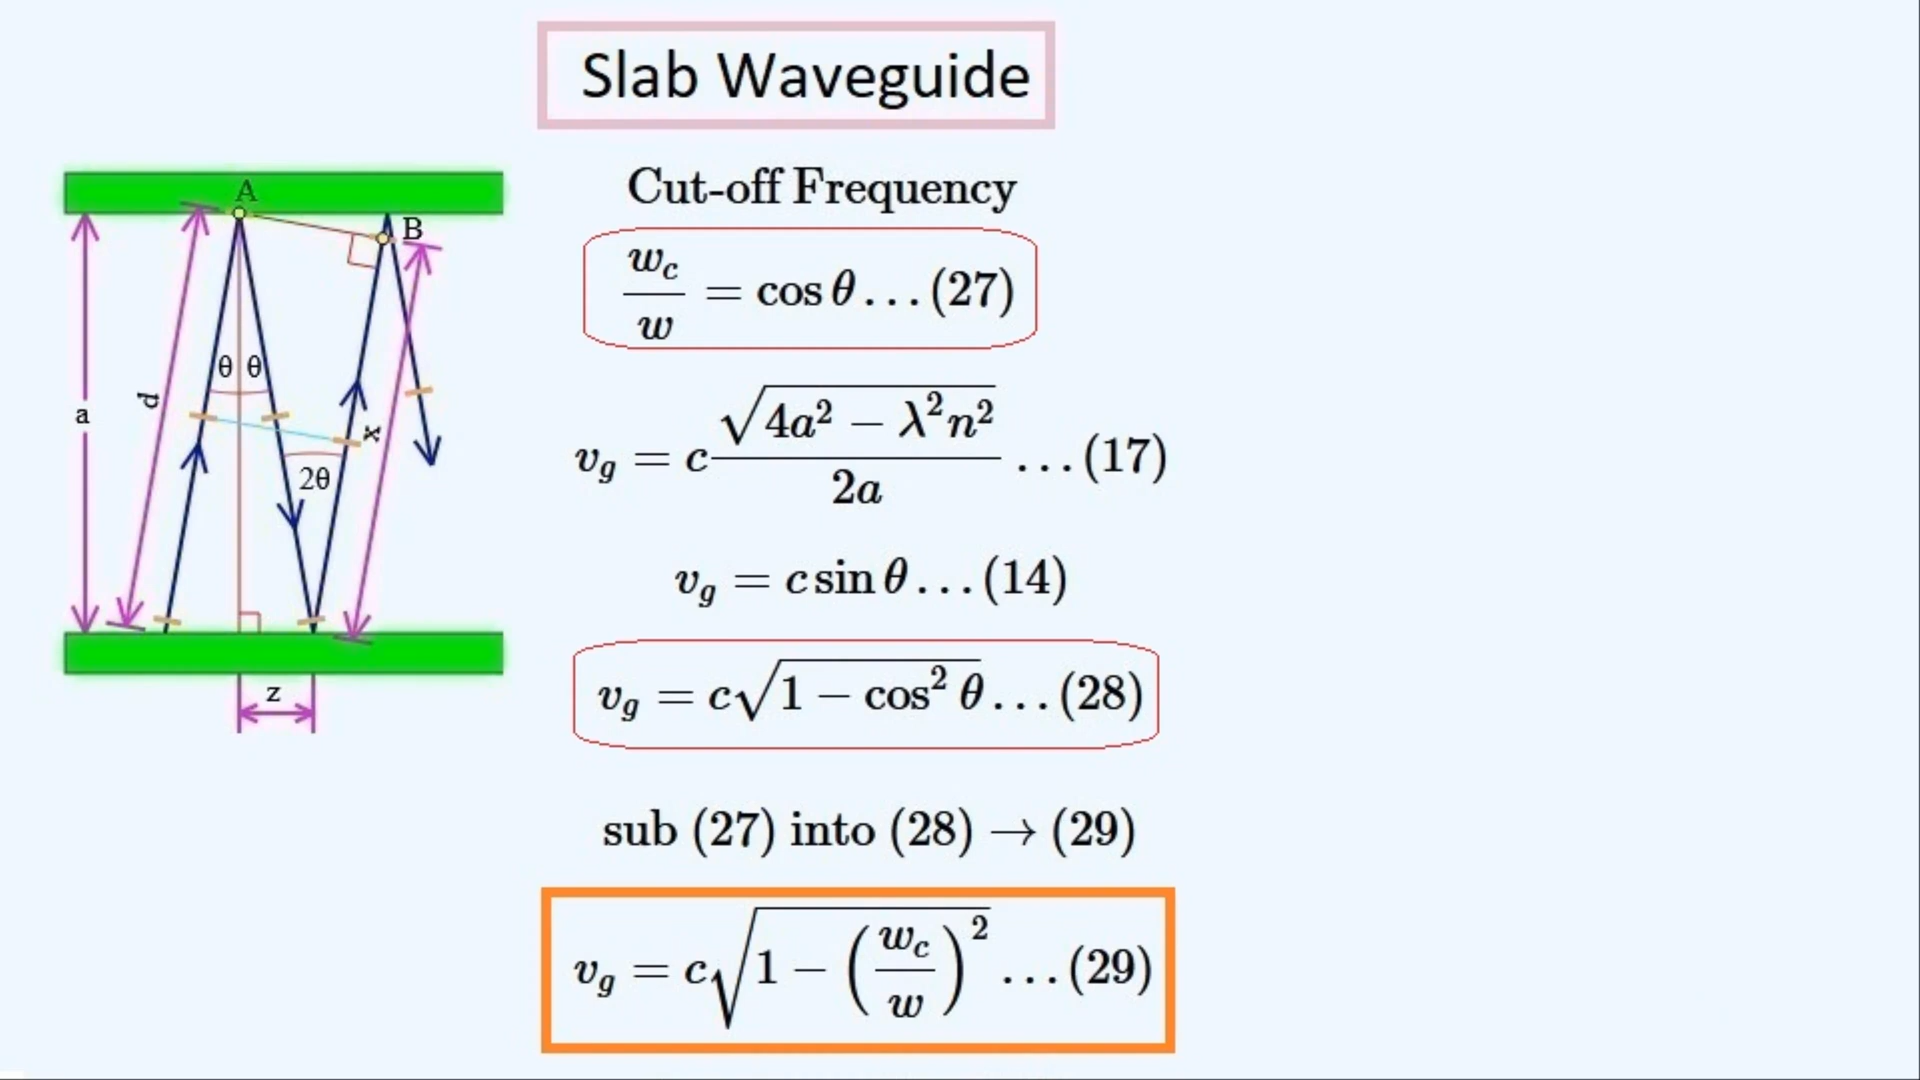 Slab Waveguide
Cut-off Frequency
w_c/w = cos θ … (27)
v_g = c √(4a² − λ²n²)/2a … (17)
v_g = c sin θ … (14)
v_g = c√(1 − cos² θ) … (28)
sub (27) into (28) → (29)
v_g = c√(1 − (w_c/w)²) … (29)
A
B
θ θ
a
d
x
2θ
z